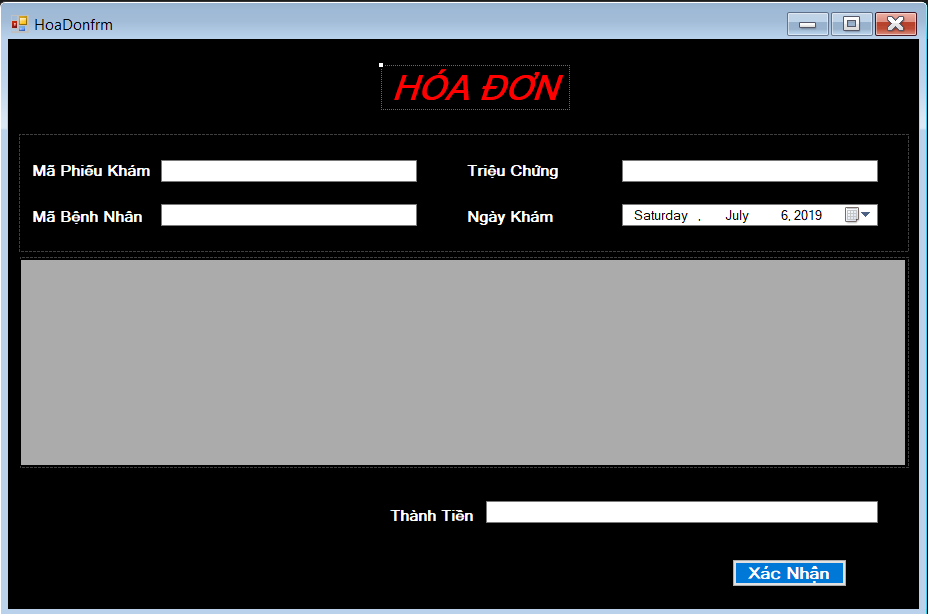 HoaDonfrm
HÓA ĐƠN
Mã Phiếu Khám
Triệu Chứng
Mã Bệnh Nhân
Ngày Khám
Saturday , July 6, 2019
Thành Tiền
Xác Nhận